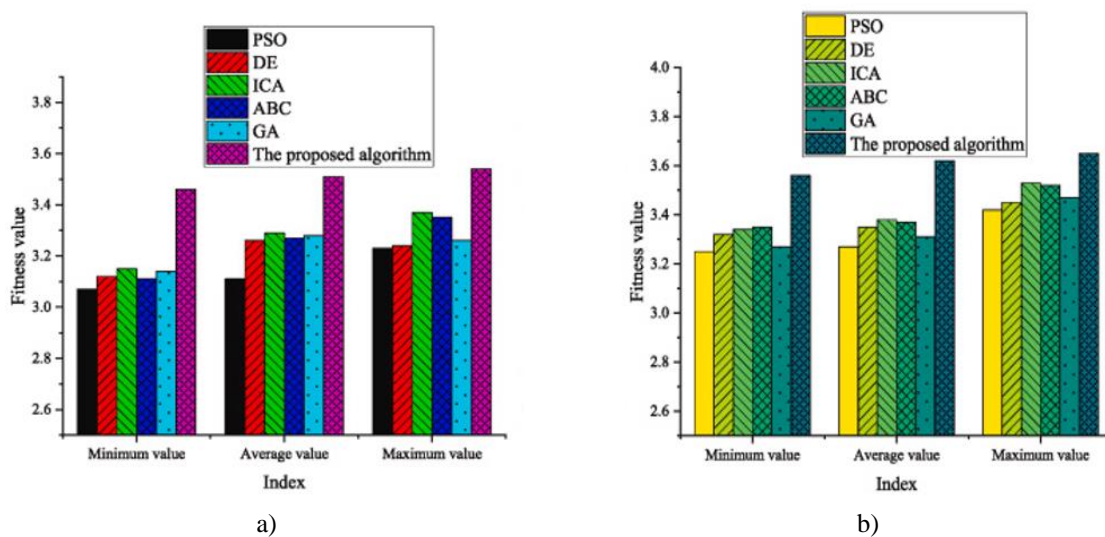 PSO
DE
ICA
ABC
GA
The proposed algorithm
Fitness value
3.8
3.6
3.4
3.2
3.0
2.8
2.6
Minimum value Average value Maximum value
Index
a)
PSO
DE
ICA
ABC
GA
The proposed algorithm
Fitness value
4.0
3.8
3.6
3.4
3.2
3.0
2.8
2.6
Minimum value Average value Maximum value
Index
b)